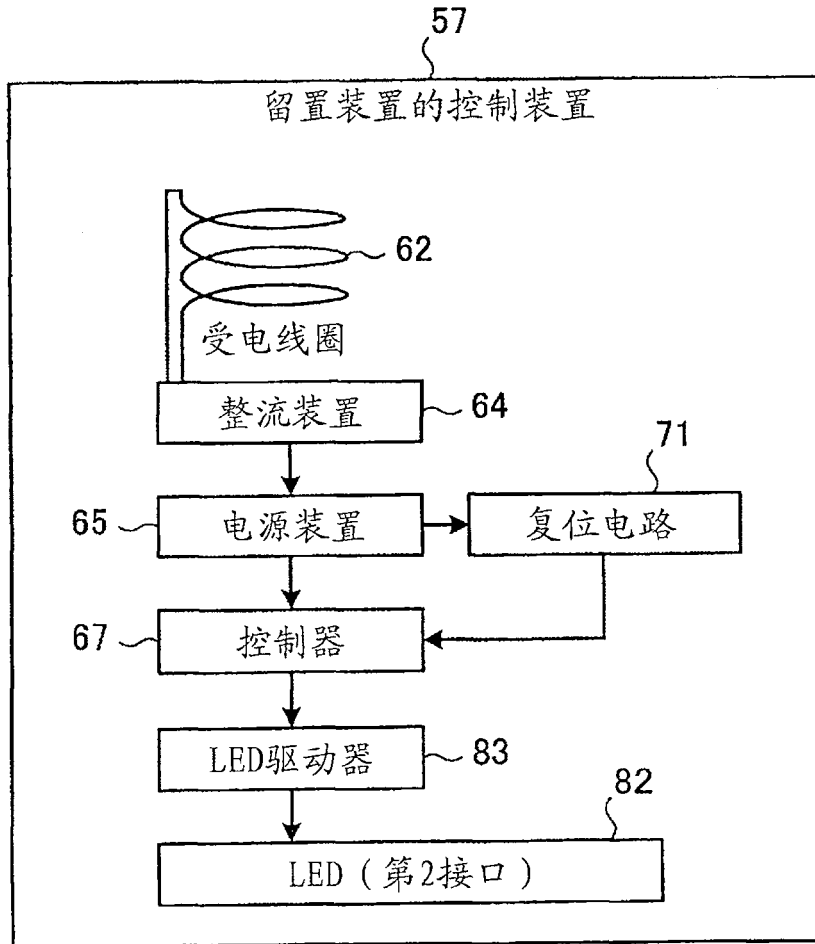 57
留置装置的控制装置
62
受电线圈
整流装置
64
71
65
电源装置
复位电路
67
控制器
LED驱动器
83
82
LED（第2接口）